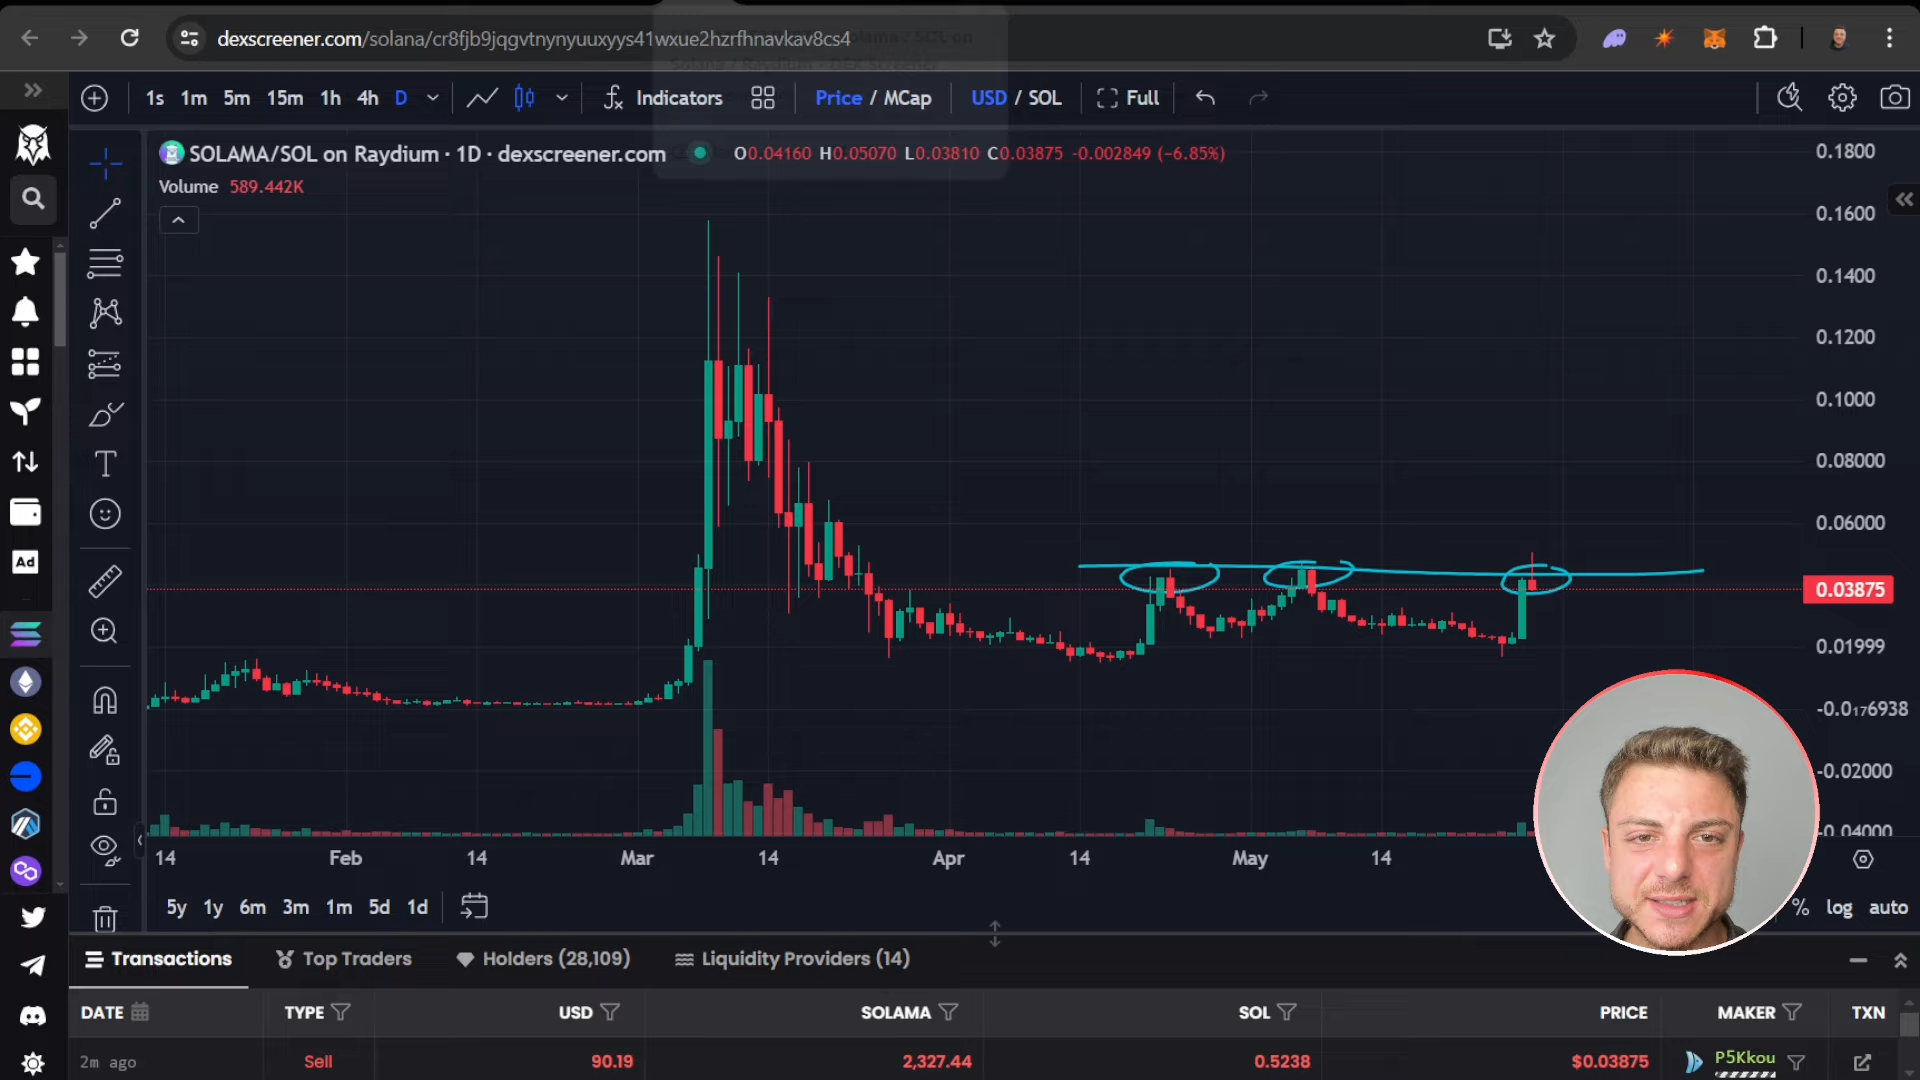 dexscreener.com/solana/cr8fjb9jqgvtnynyuuxyys41wxue2hzrfhnavkav8cs4
1s 1m 5m 15m 1h 4h D Indicators Price / MCap USD / SOL Full
SOLAMA/SOL on Raydium · 1D · dexscreener.com O0.04160 H0.05070 L0.03810 C0.03875 -0.002849 (−6.85%)
Volume 589.442K
0.1800
0.1600
0.1400
0.1200
0.1000
0.08000
0.06000
0.03875
0.01999
-0.0₁₇6938
-0.02000
-0.04000
Ad
14 Feb 14 Mar 14 Apr 14 May 14
5y 1y 6m 3m 1m 5d 1d % log auto
Transactions Top Traders Holders (28,109) Liquidity Providers (14)
DATE TYPE USD SOLAMA SOL PRICE MAKER TXN
2m ago Sell 90.19 2,327.44 0.5238 $0.03875 P5Kkou